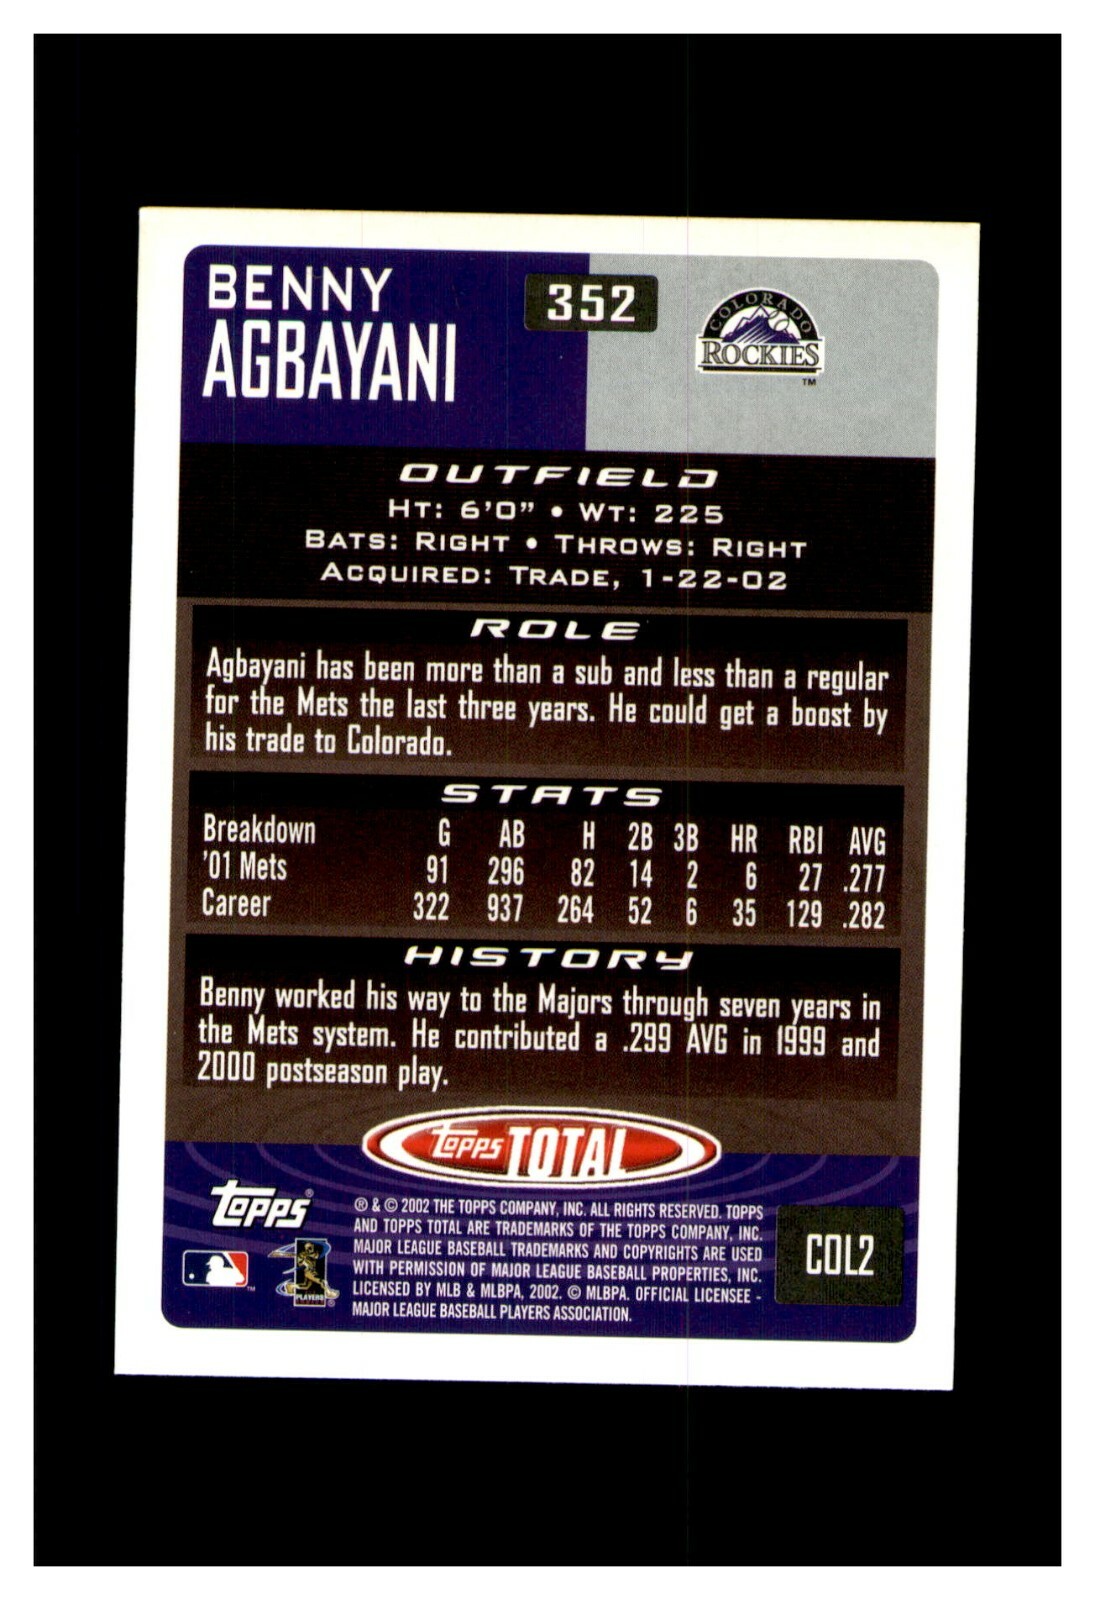 BENNY
AGBAYANI
352
COLORADO
ROCKIES
™
OUTFIELD
HT: 6'0" • WT: 225
BATS: RIGHT • THROWS: RIGHT
ACQUIRED: TRADE, 1-22-02
ROLE
Agbayani has been more than a sub and less than a regular
for the Mets the last three years. He could get a boost by
his trade to Colorado.
STATS
Breakdown G AB H 2B 3B HR RBI AVG
'01 Mets 91 296 82 14 2 6 27 .277
Career 322 937 264 52 6 35 129 .282
HISTORY
Benny worked his way to the Majors through seven years in
the Mets system. He contributed a .299 AVG in 1999 and
2000 postseason play.
topps TOTAL
topps®
® & © 2002 THE TOPPS COMPANY, INC. ALL RIGHTS RESERVED. TOPPS
AND TOPPS TOTAL ARE TRADEMARKS OF THE TOPPS COMPANY, INC.
MAJOR LEAGUE BASEBALL TRADEMARKS AND COPYRIGHTS ARE USED
WITH PERMISSION OF MAJOR LEAGUE BASEBALL PROPERTIES, INC.
LICENSED BY MLB & MLBPA, 2002. © MLBPA. OFFICIAL LICENSEE -
MAJOR LEAGUE BASEBALL PLAYERS ASSOCIATION.
™
PLAYERS
®
COL2